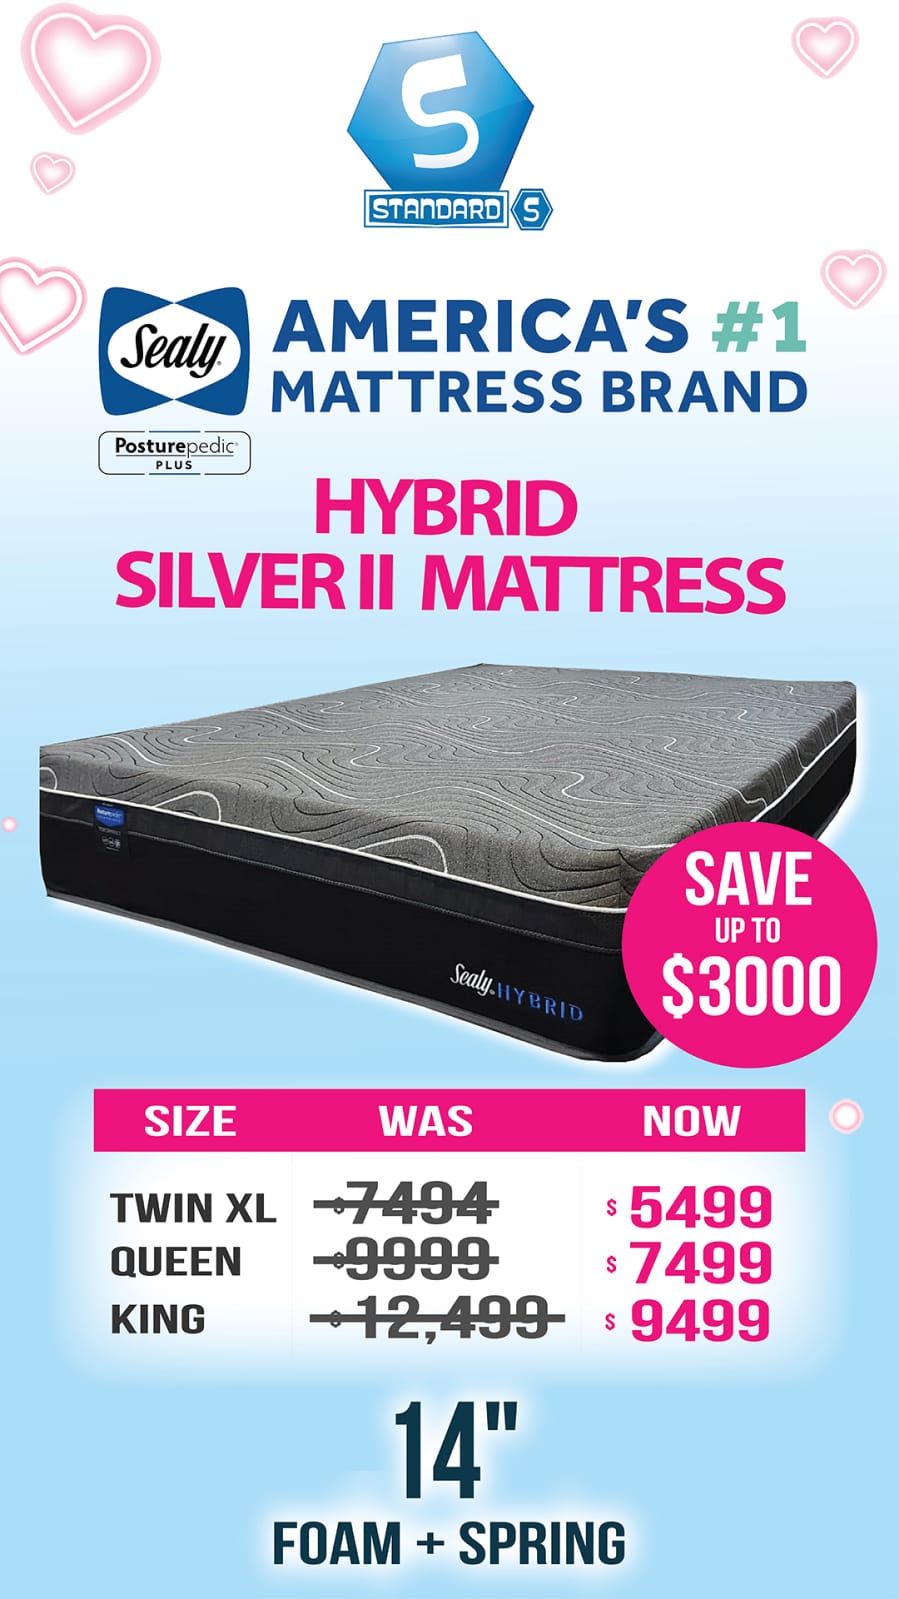 S
STANDARD S
Sealy®
AMERICA'S #1
MATTRESS BRAND
Posturepedic®
PLUS
HYBRID
SILVER II MATTRESS
Posturepedic
Sealy® HYBRID
SAVE
UP TO
$3000
SIZE WAS NOW
TWIN XL $7494 $5499
QUEEN $9999 $7499
KING $12,499 $9499
14"
FOAM + SPRING